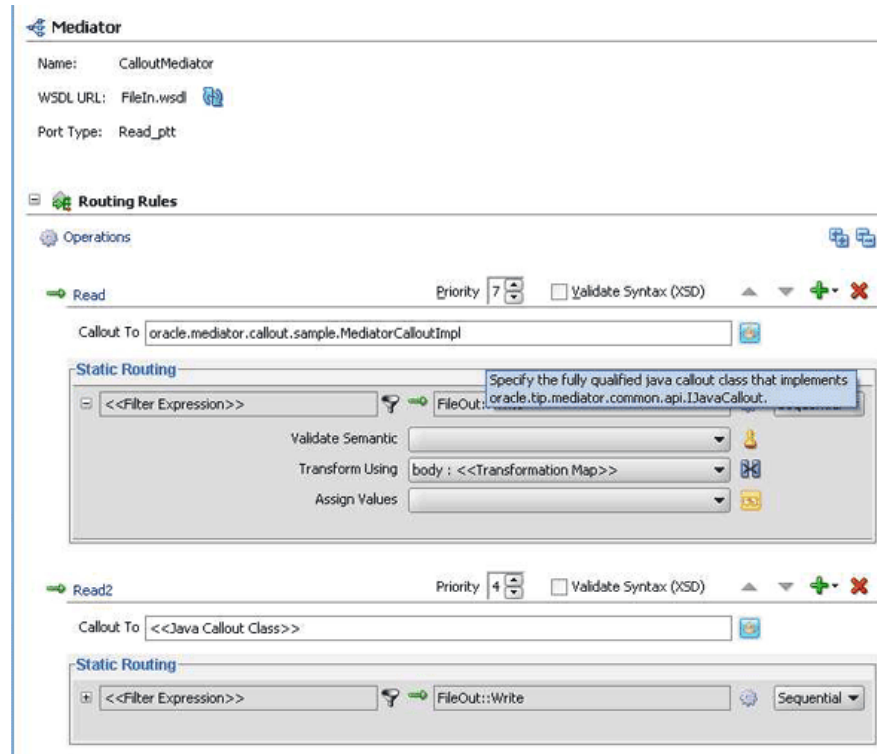 Mediator
Name: CalloutMediator
WSDL URL: FileIn.wsdl
Port Type: Read_ptt
Routing Rules
Operations
Read Priority 7 Validate Syntax (XSD)
Callout To oracle.mediator.callout.sample.MediatorCalloutImpl
Static Routing
Specify the fully qualified java callout class that implements
oracle.tip.mediator.common.api.IJavaCallout.
<<Filter Expression>> FileOut::
Validate Semantic
Transform Using body : <<Transformation Map>>
Assign Values
Read2 Priority 4 Validate Syntax (XSD)
Callout To <<Java Callout Class>>
Static Routing
<<Filter Expression>> FileOut::Write Sequential